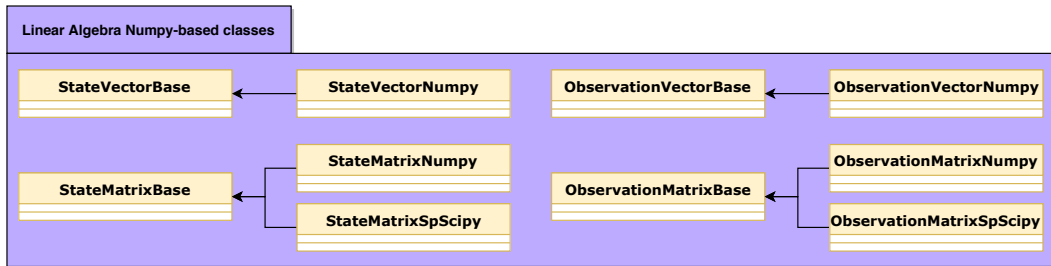 Linear Algebra Numpy-based classes
StateVectorBase
StateVectorNumpy
ObservationVectorBase
ObservationVectorNumpy
StateMatrixNumpy
ObservationMatrixNumpy
StateMatrixBase
ObservationMatrixBase
StateMatrixSpScipy
ObservationMatrixSpScipy